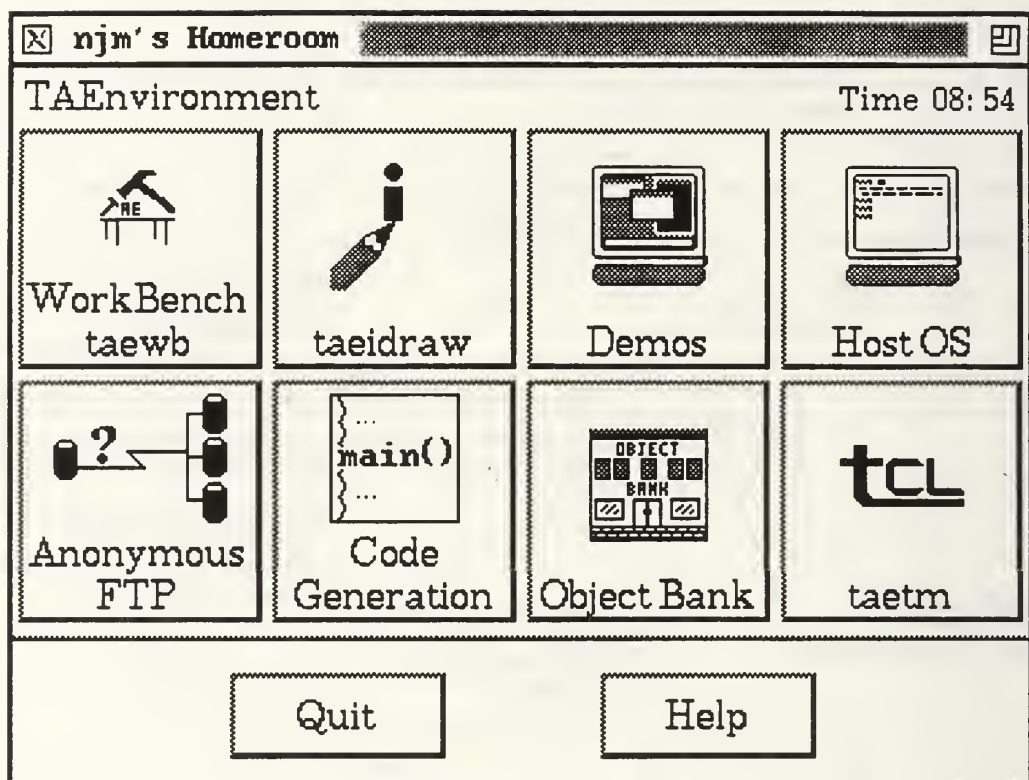 njm's Homeroom
TAEnvironment
Time 08:54
AE
WorkBench
taewb
taeidraw
Demos
Host OS
?
Anonymous
FTP
...
main()
...
Code
Generation
OBJECT
BANK
Object Bank
tCL
taetm
Quit
Help